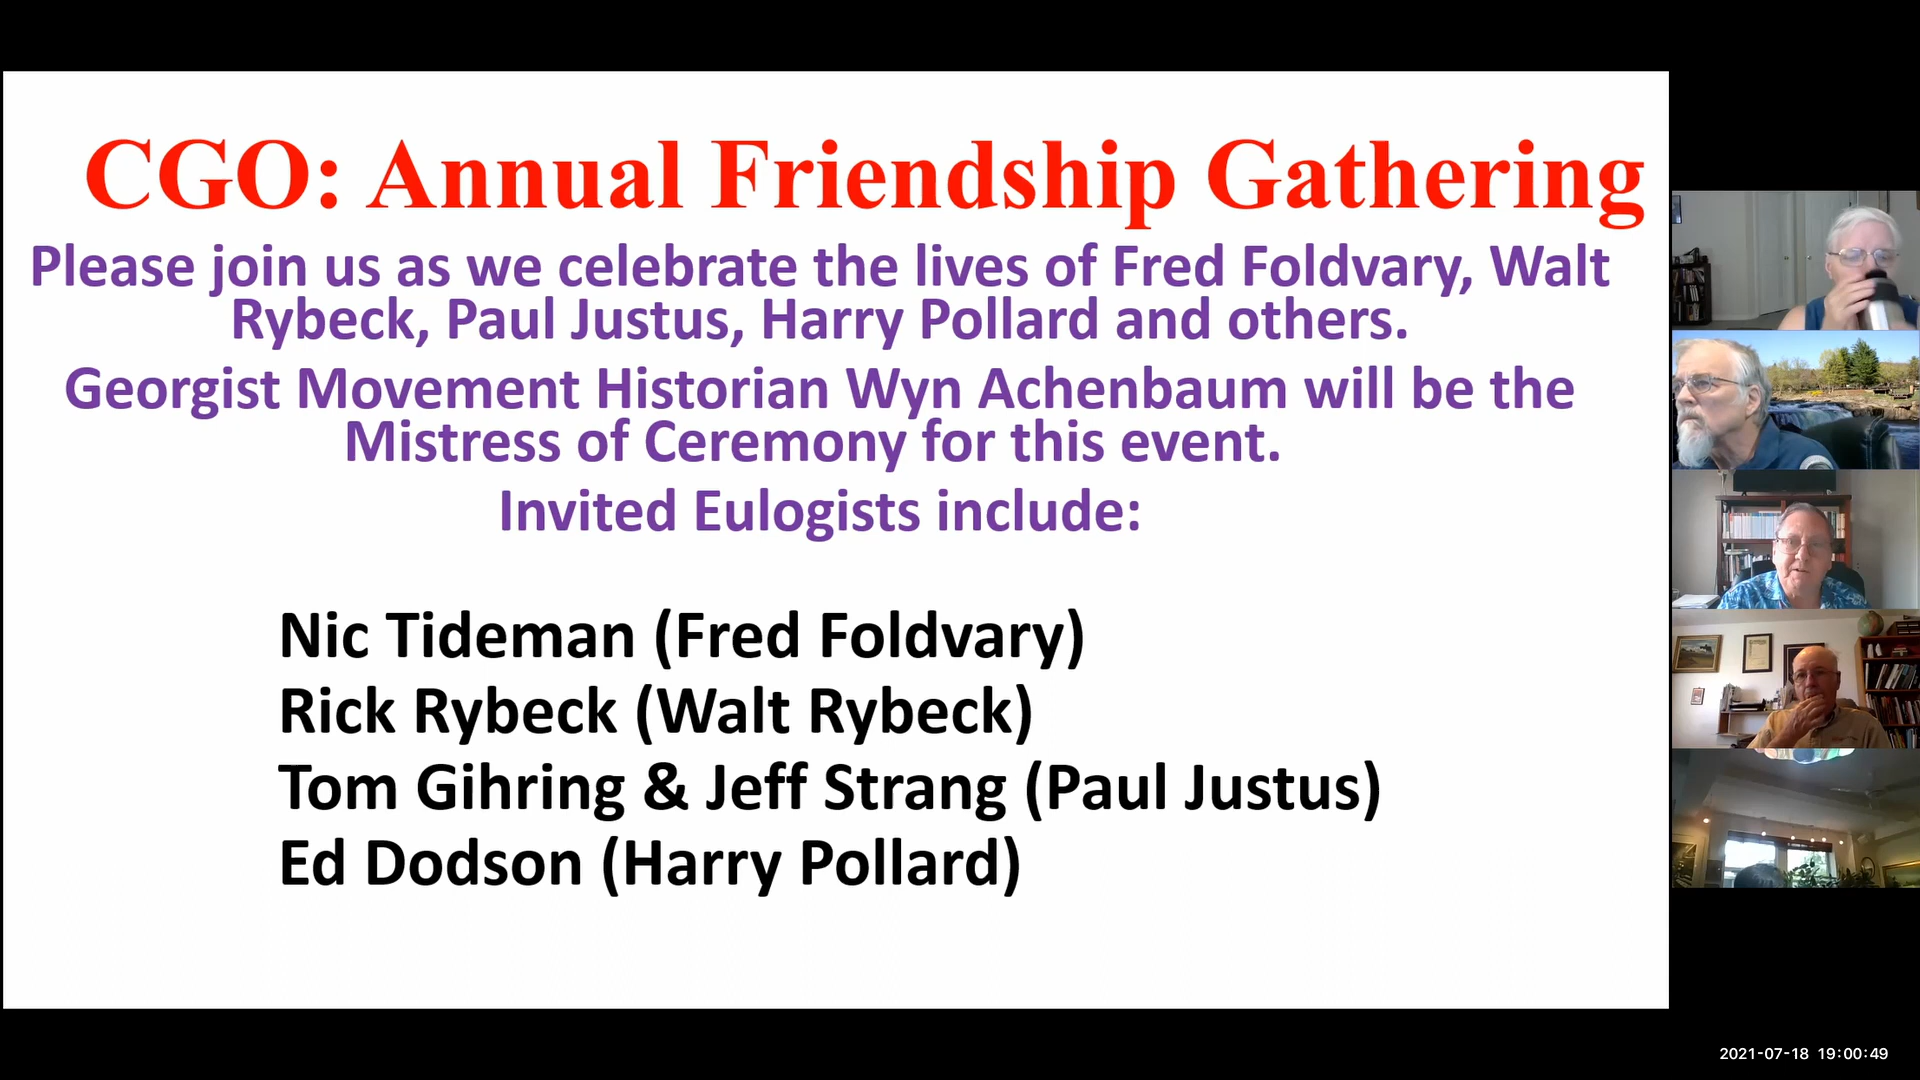 CGO: Annual Friendship Gathering
Please join us as we celebrate the lives of Fred Foldvary, Walt
Rybeck, Paul Justus, Harry Pollard and others.
Georgist Movement Historian Wyn Achenbaum will be the
Mistress of Ceremony for this event.
Invited Eulogists include:
Nic Tideman (Fred Foldvary)
Rick Rybeck (Walt Rybeck)
Tom Gihring & Jeff Strang (Paul Justus)
Ed Dodson (Harry Pollard)
2021-07-18 19:00:49